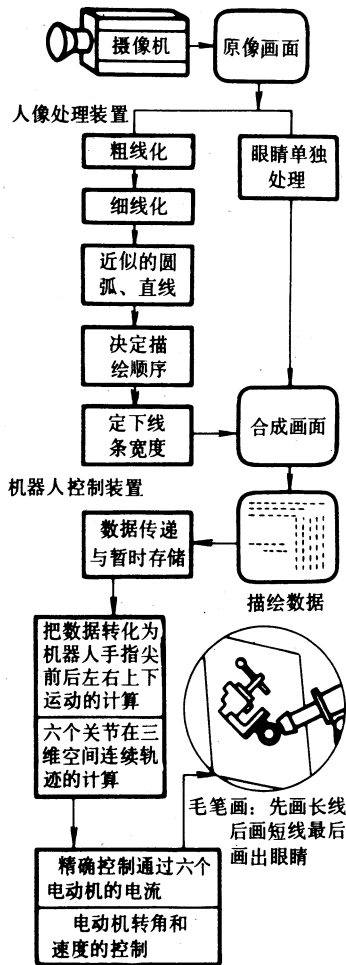 摄像机
原像画面
人像处理装置
粗线化
眼睛单独
处理
细线化
近似的圆
弧、直线
决定描
绘顺序
定下线
条宽度
合成画面
机器人控制装置
数据传递
与暂时存储
描绘数据
把数据转化为
机器人手指尖
前后左右上下
运动的计算
六个关节在三
维空间连续轨
迹的计算
毛笔画：先画长线
后画短线最后
画出眼睛
精确控制通过六个
电动机的电流
电动机转角和
速度的控制